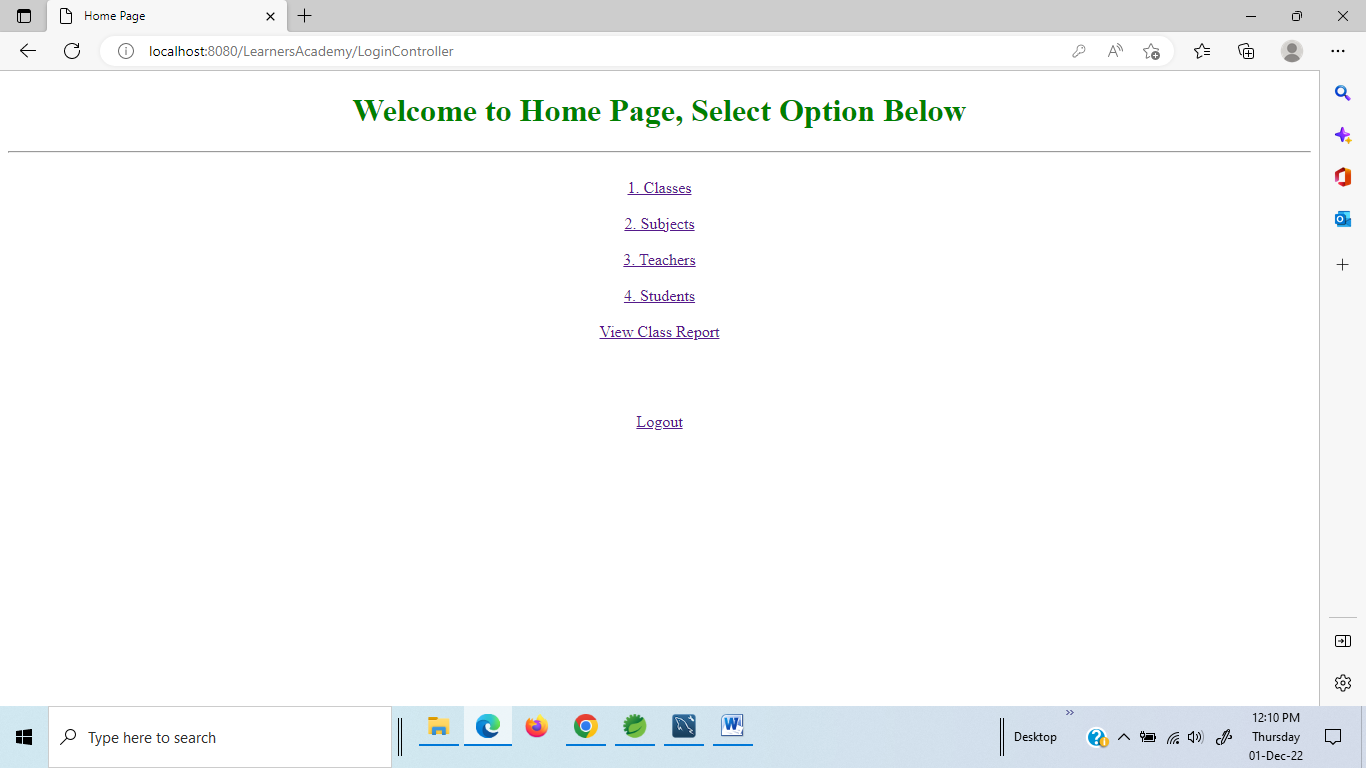 Home Page
localhost:8080/LearnersAcademy/LoginController
Welcome to Home Page, Select Option Below
1. Classes
2. Subjects
3. Teachers
4. Students
View Class Report
Logout
Type here to search
Desktop
12:10 PM
Thursday
01-Dec-22